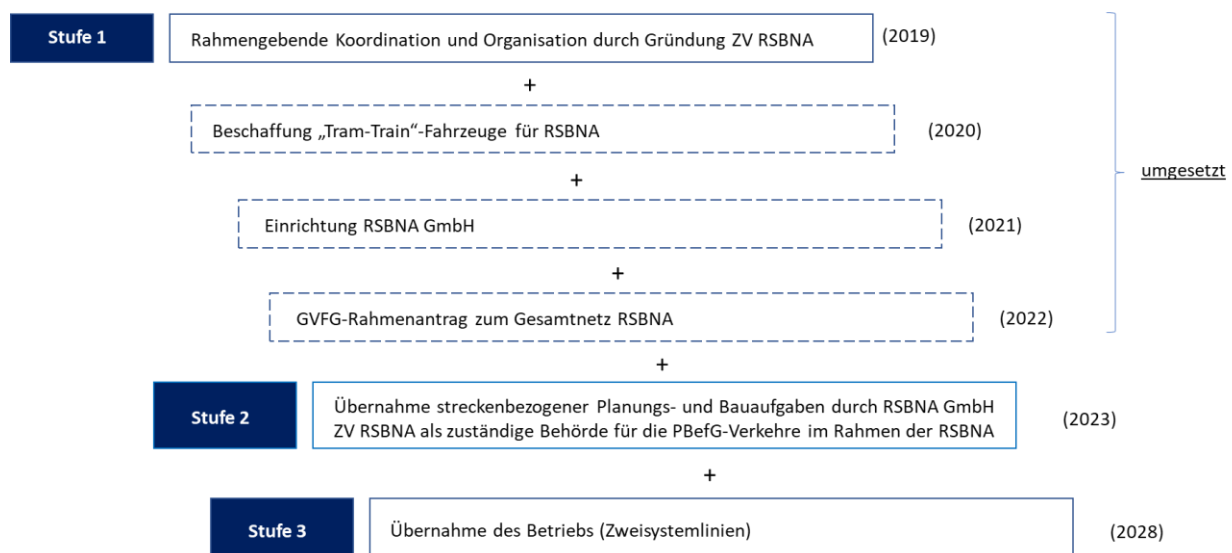 Stufe 1
Rahmengebende Koordination und Organisation durch Gründung ZV RSBNA
(2019)
+
Beschaffung „Tram-Train“-Fahrzeuge für RSBNA
(2020)
+
umgesetzt
Einrichtung RSBNA GmbH
(2021)
+
GVFG-Rahmenantrag zum Gesamtnetz RSBNA
(2022)
+
Stufe 2
Übernahme streckenbezogener Planungs- und Bauaufgaben durch RSBNA GmbH
ZV RSBNA als zuständige Behörde für die PBefG-Verkehre im Rahmen der RSBNA
(2023)
+
Stufe 3
Übernahme des Betriebs (Zweisystemlinien)
(2028)